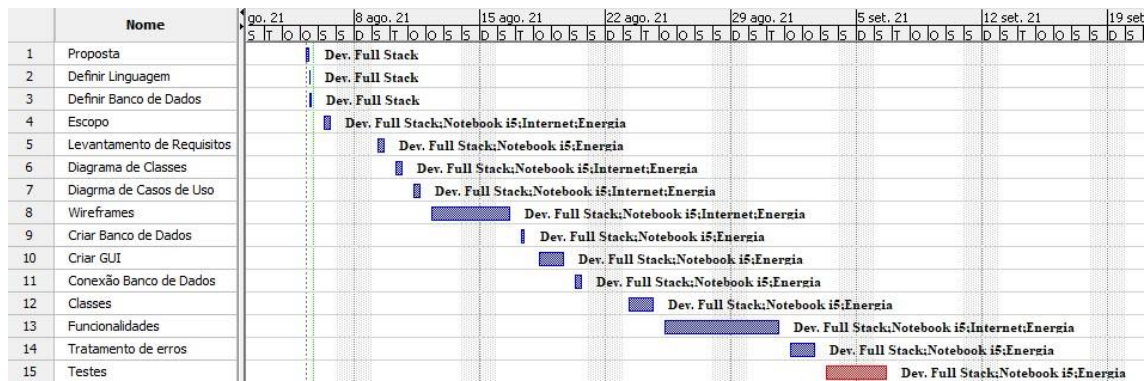 Nome go. 21 8 ago. 21 15 ago. 21 22 ago. 21 29 ago. 21 5 set. 21 12 set. 21 19 set
1 Proposta Dev. Full Stack
2 Definir Linguagem Dev. Full Stack
3 Definir Banco de Dados Dev. Full Stack
4 Escopo Dev. Full Stack;Notebook i5;Internet;Energia
5 Levantamento de Requisitos Dev. Full Stack;Notebook i5;Energia
6 Diagrama de Classes Dev. Full Stack;Notebook i5;Internet;Energia
7 Diagrma de Casos de Uso Dev. Full Stack;Notebook i5;Internet;Energia
8 Wireframes Dev. Full Stack;Notebook i5;Internet;Energia
9 Criar Banco de Dados Dev. Full Stack;Notebook i5;Energia
10 Criar GUI Dev. Full Stack;Notebook i5;Energia
11 Conexão Banco de Dados Dev. Full Stack;Notebook i5;Energia
12 Classes Dev. Full Stack;Notebook i5;Energia
13 Funcionalidades Dev. Full Stack;Notebook i5;Internet;Energia
14 Tratamento de erros Dev. Full Stack;Notebook i5;Energia
15 Testes Dev. Full Stack;Notebook i5;Energia